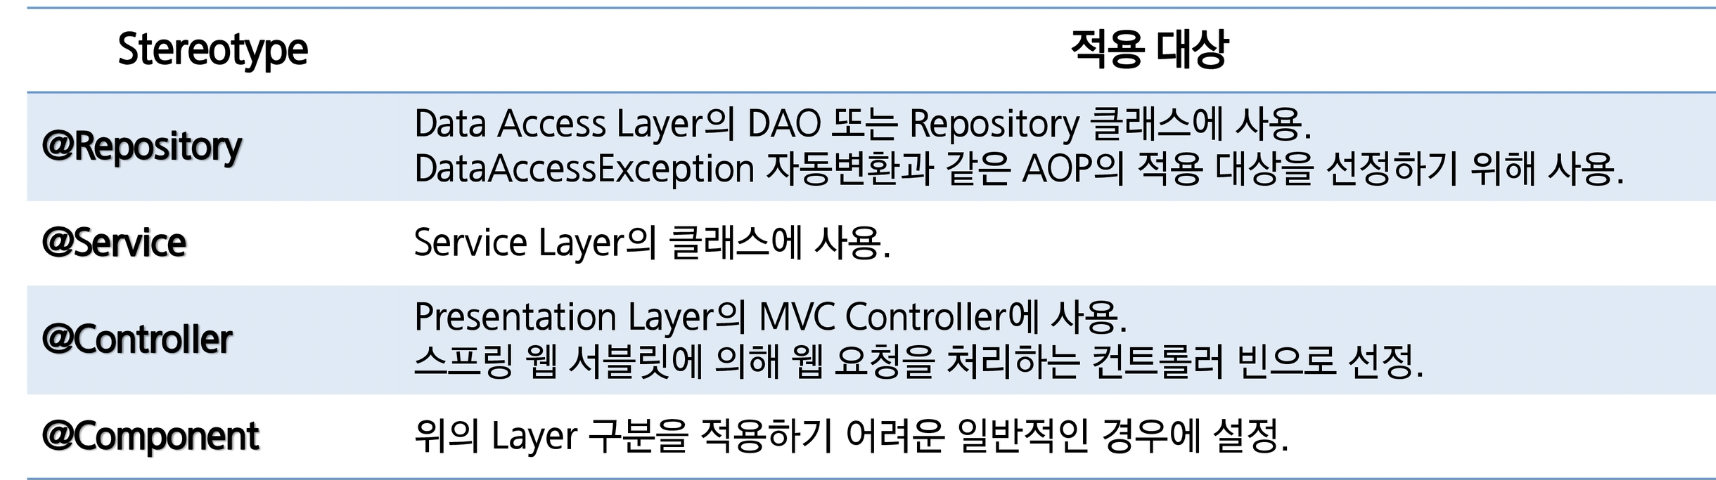 Stereotype 적용 대상
@Repository Data Access Layer의 DAO 또는 Repository 클래스에 사용.
DataAccessException 자동변환과 같은 AOP의 적용 대상을 선정하기 위해 사용.
@Service Service Layer의 클래스에 사용.
@Controller Presentation Layer의 MVC Controller에 사용.
스프링 웹 서블릿에 의해 웹 요청을 처리하는 컨트롤러 빈으로 선정.
@Component 위의 Layer 구분을 적용하기 어려운 일반적인 경우에 설정.